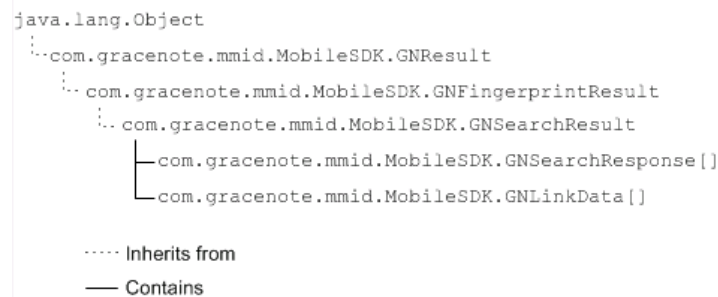 java.lang.Object
com.gracenote.mmid.MobileSDK.GNResult
com.gracenote.mmid.MobileSDK.GNFingerprintResult
com.gracenote.mmid.MobileSDK.GNSearchResult
com.gracenote.mmid.MobileSDK.GNSearchResponse[]
com.gracenote.mmid.MobileSDK.GNLinkData[]
Inherits from
Contains